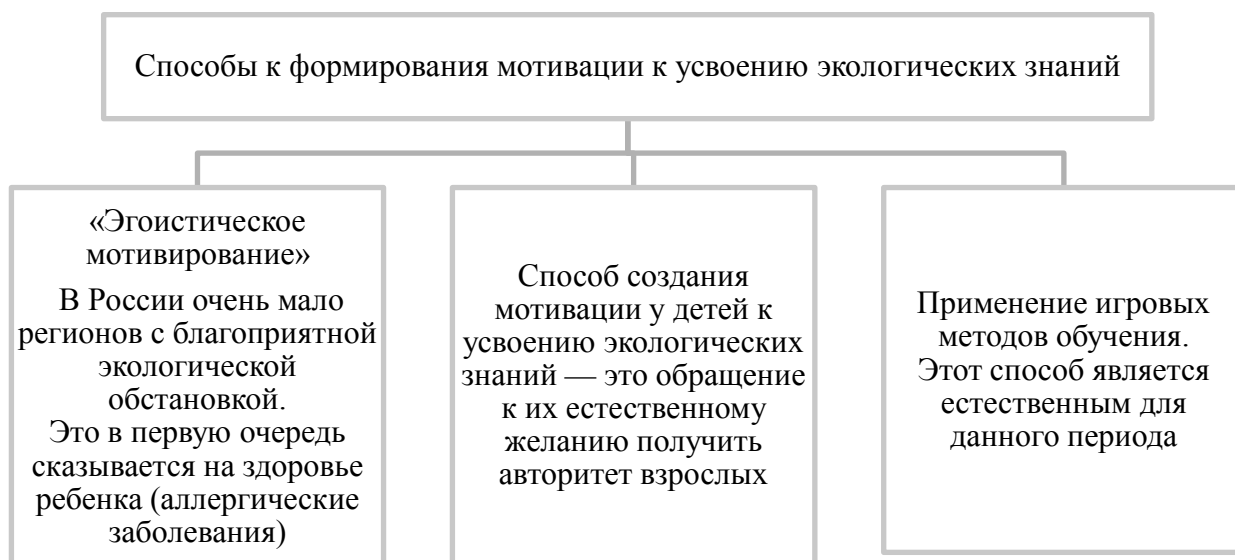 Способы к формирования мотивации к усвоению экологических знаний
«Эгоистическое
мотивирование»
В России очень мало
регионов с благоприятной
экологической
обстановкой.
Это в первую очередь
сказывается на здоровье
ребенка (аллергические
заболевания)
Способ создания
мотивации у детей к
усвоению экологических
знаний — это обращение
к их естественному
желанию получить
авторитет взрослых
Применение игровых
методов обучения.
Этот способ является
естественным для
данного периода